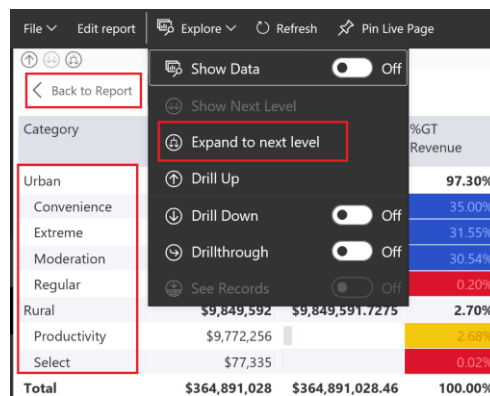 File Edit report Explore Refresh Pin Live Page
Back to Report
Show Data Off
Show Next Level
Expand to next level
Drill Up
Drill Down Off
Drillthrough Off
See Records Off
Category %GT Revenue
Urban 97.30%
Convenience 35.00%
Extreme 31.55%
Moderation 30.54%
Regular 0.20%
Rural $9,849,592 $9,849,591.7275 2.70%
Productivity $9,772,256 2.68%
Select $77,335 0.02%
Total $364,891,028 $364,891,028.46 100.00%